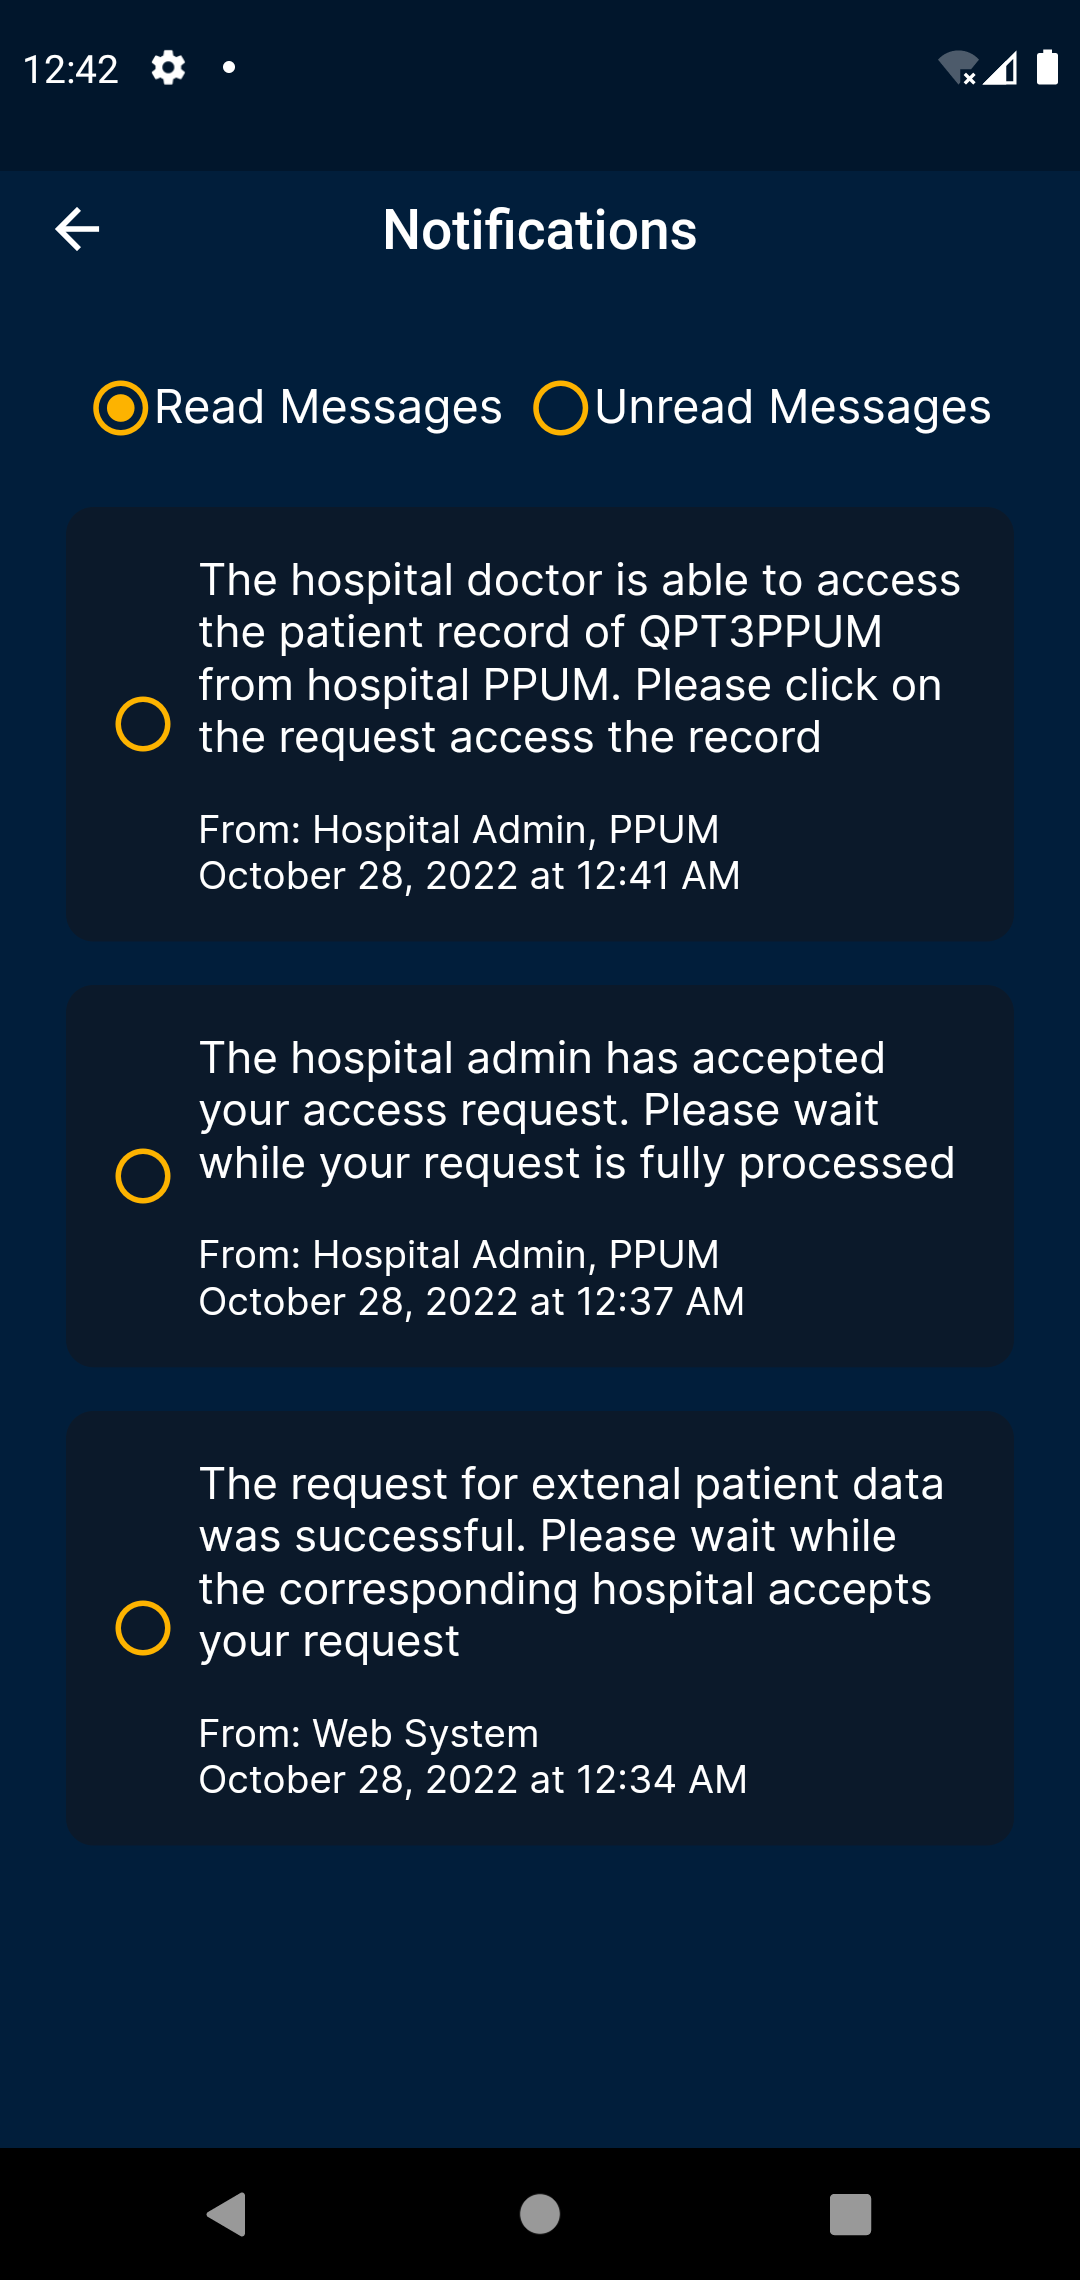 12:42
Notifications
Read Messages Unread Messages
The hospital doctor is able to access
the patient record of QPT3PPUM
from hospital PPUM. Please click on
the request access the record
From: Hospital Admin, PPUM
October 28, 2022 at 12:41 AM
The hospital admin has accepted
your access request. Please wait
while your request is fully processed
From: Hospital Admin, PPUM
October 28, 2022 at 12:37 AM
The request for extenal patient data
was successful. Please wait while
the corresponding hospital accepts
your request
From: Web System
October 28, 2022 at 12:34 AM